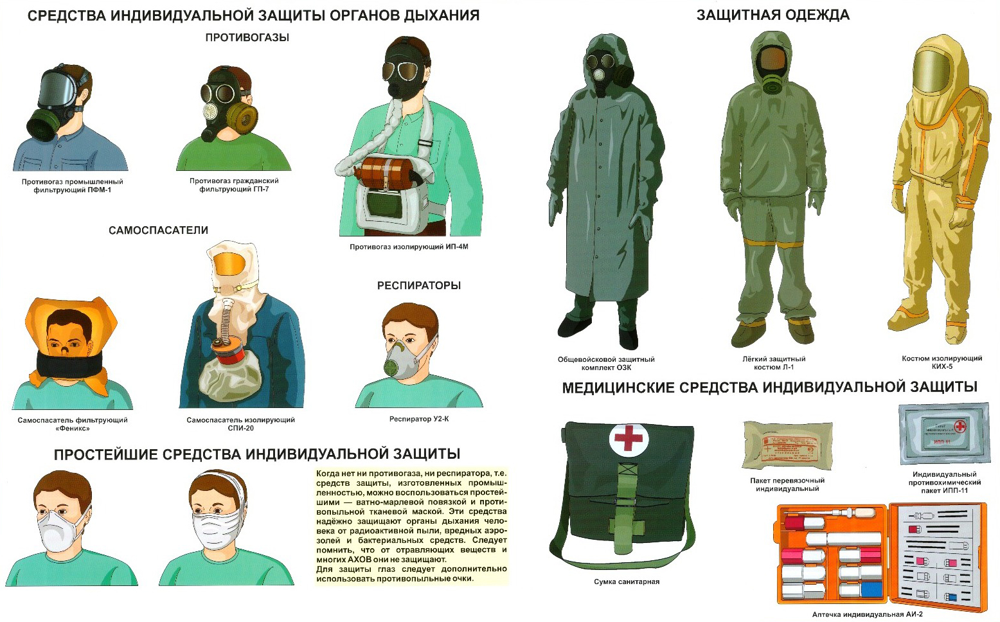 СРЕДСТВА ИНДИВИДУАЛЬНОЙ ЗАЩИТЫ ОРГАНОВ ДЫХАНИЯ
ПРОТИВОГАЗЫ
Противогаз промышленный
фильтрующий ПФМ-1
Противогаз гражданский
фильтрующий ГП-7
Противогаз изолирующий ИП-4М
САМОСПАСАТЕЛИ
Самоспасатель фильтрующий
«Феникс»
Самоспасатель изолирующий
СПИ-20
РЕСПИРАТОРЫ
Респиратор У2-К
ПРОСТЕЙШИЕ СРЕДСТВА ИНДИВИДУАЛЬНОЙ ЗАЩИТЫ
Когда нет ни противогаза, ни респиратора, т.е.
средств защиты, изготовленных промыш-
ленностью, можно воспользоваться простей-
шими — ватно-марлевой повязкой и проти-
вопыльной тканевой маской. Эти средства
надёжно защищают органы дыхания чело-
века от радиоактивной пыли, вредных аэро-
золей и бактериальных средств. Следует
помнить, что от отравляющих веществ и
многих АХОВ они не защищают.
Для защиты глаз следует дополнительно
использовать противопыльные очки.
ЗАЩИТНАЯ ОДЕЖДА
Общевойсковой защитный
комплект ОЗК
Лёгкий защитный
костюм Л-1
Костюм изолирующий
КИХ-5
МЕДИЦИНСКИЕ СРЕДСТВА ИНДИВИДУАЛЬНОЙ ЗАЩИТЫ
Сумка санитарная
Пакет перевязочный
индивидуальный
Пакет
индивидуальный
противохимический
ИПП-11
Индивидуальный
противохимический
пакет ИПП-11
Аптечка индивидуальная АИ-2